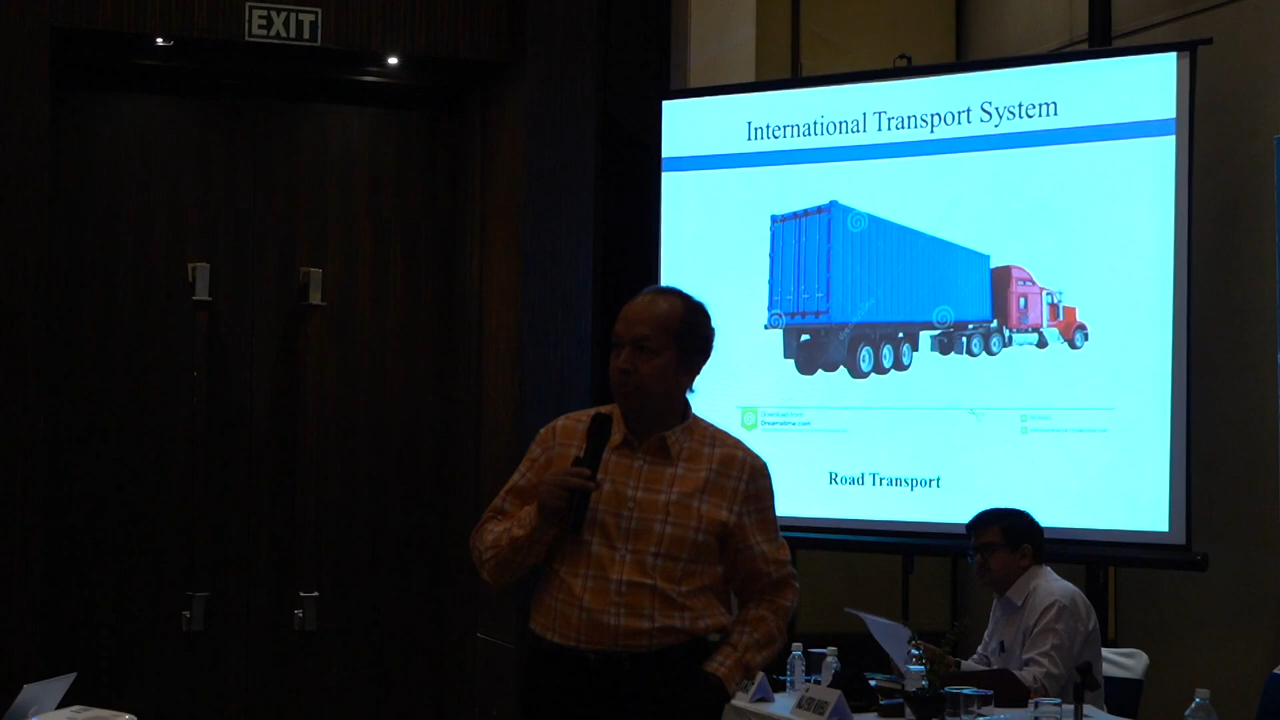 EXIT
International Transport System
Download from
Dreamstime.com
Road Transport